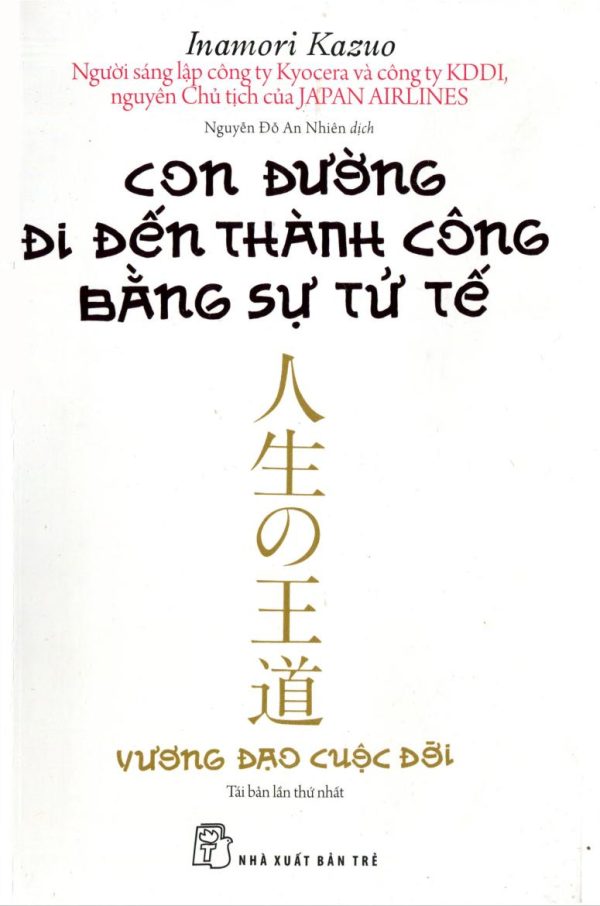 Inamori Kazuo
Người sáng lập công ty Kyocera và công ty KDDI,
nguyên Chủ tịch của JAPAN AIRLINES
Nguyễn Đỗ An Nhiên dịch
CON ĐƯỜNG
ĐI ĐẾN THÀNH CÔNG
BẰNG SỰ TỬ TẾ
人生の王道
VƯƠNG ĐẠO CUỘC ĐỜI
Tái bản lần thứ nhất
NHÀ XUẤT BẢN TRẺ